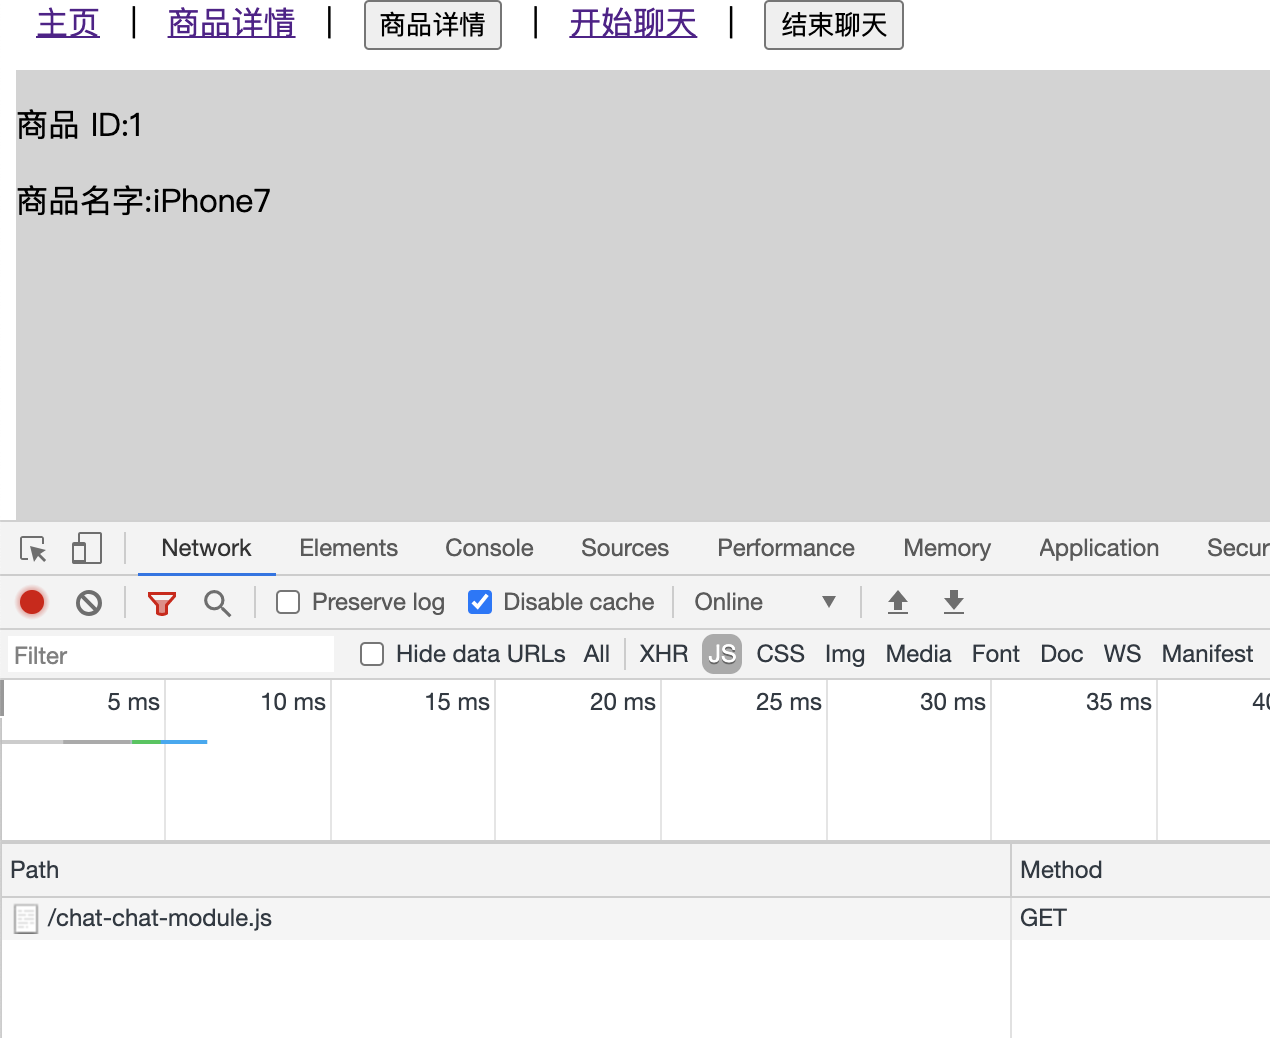 主页 | 商品详情 | 商品详情 | 开始聊天 | 结束聊天
商品 ID:1
商品名字:iPhone7
Network Elements Console Sources Performance Memory Application Secur
Preserve log Disable cache Online
Filter Hide data URLs All XHR JS CSS Img Media Font Doc WS Manifest
5 ms 10 ms 15 ms 20 ms 25 ms 30 ms 35 ms 40
Path Method
/chat-chat-module.js GET